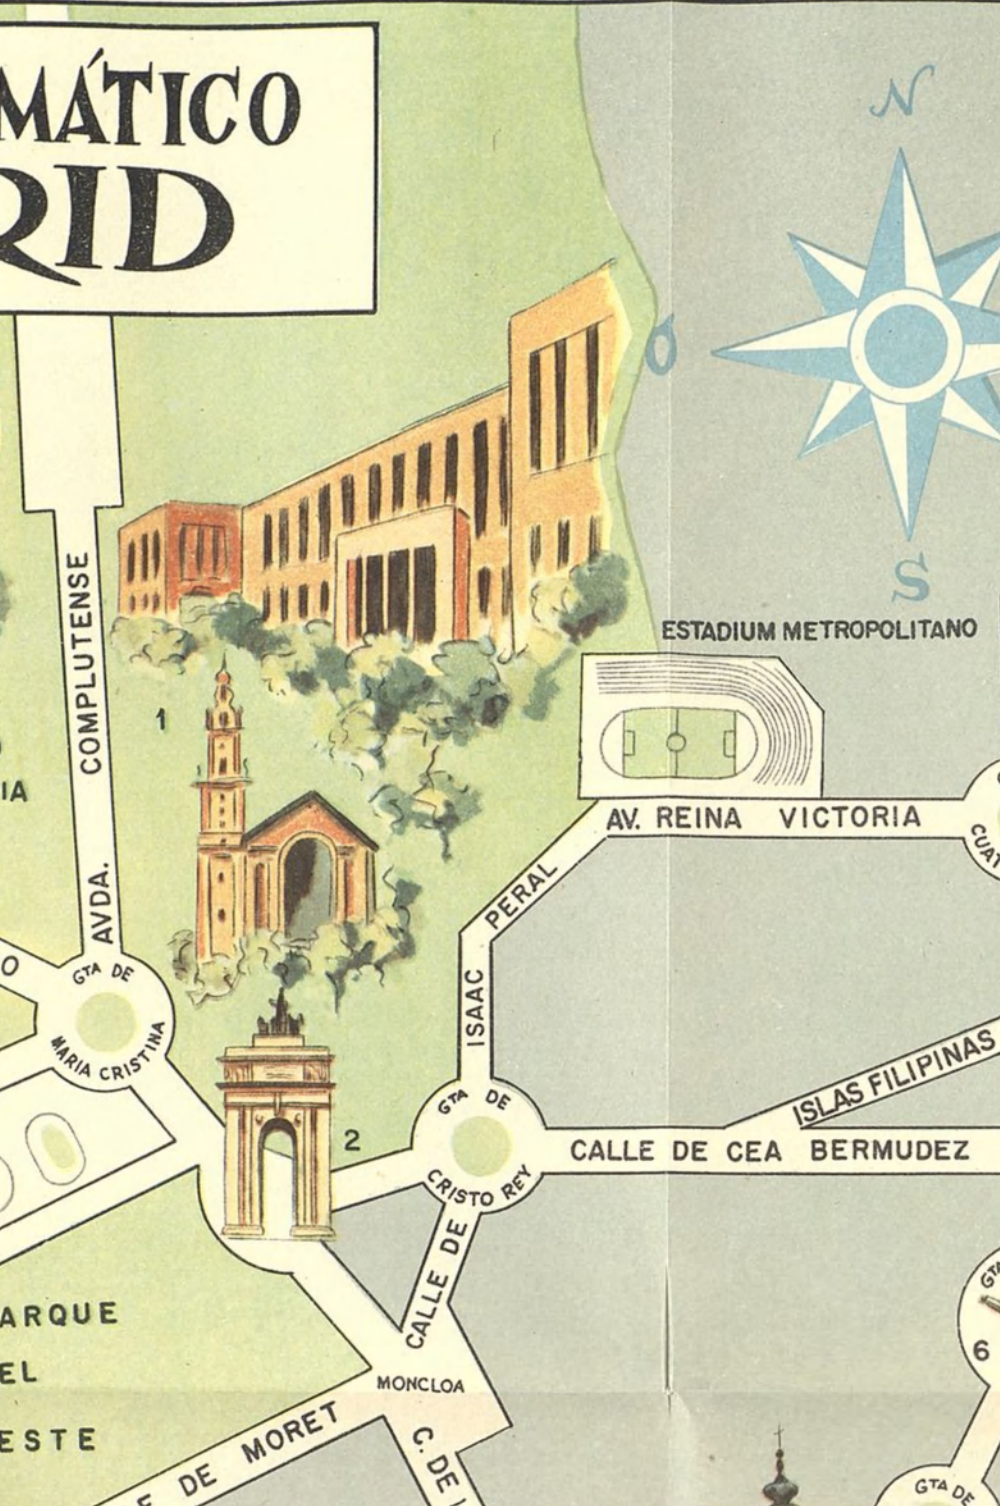 MÁTICO
RID
N
O
S
ESTADIUM METROPOLITANO
AVDA. COMPLUTENSE
1
IA
AV. REINA VICTORIA
ISAAC PERAL
O
GTA DE
MARIA CRISTINA
2
GTA DE
CRISTO REY
CALLE DE CEA BERMUDEZ
ISLAS FILIPINAS
CALLE DE
ARQUE
EL
ESTE
MONCLOA
DE MORET
C. DE
GTA
6
GTA DE